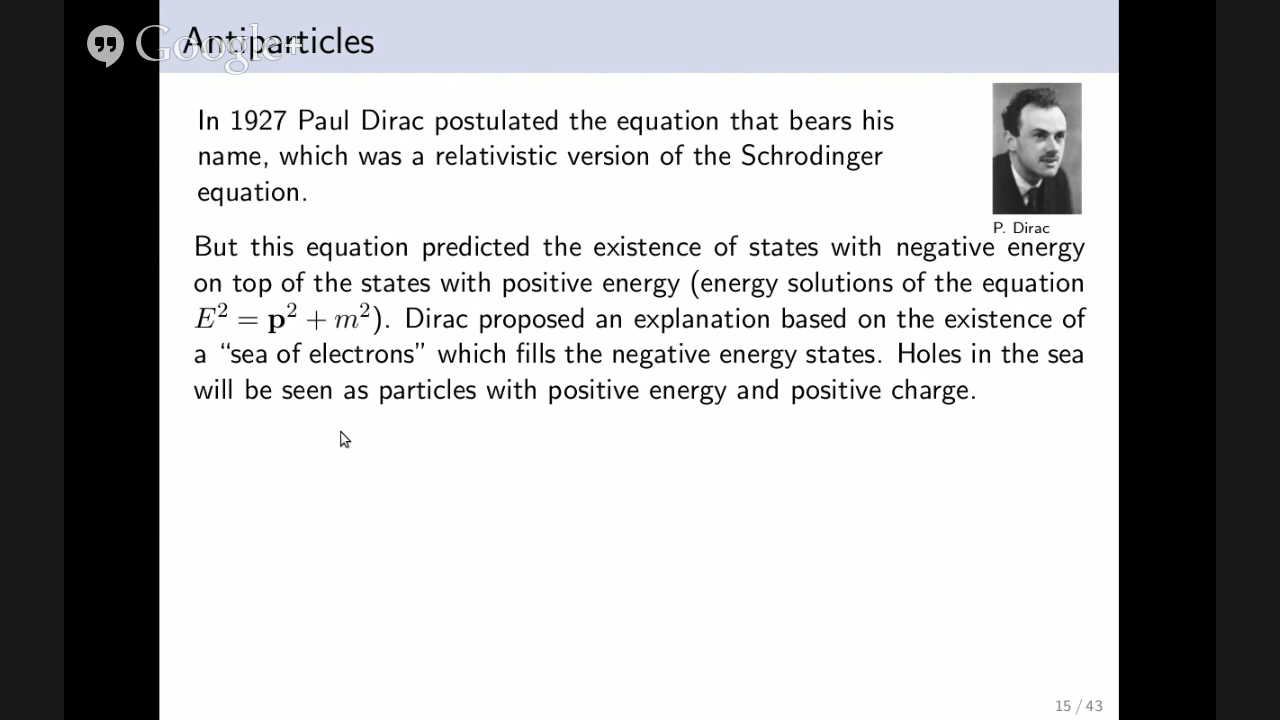 Google+
Antiparticles
In 1927 Paul Dirac postulated the equation that bears his
name, which was a relativistic version of the Schrodinger
equation.
P. Dirac
But this equation predicted the existence of states with negative energy
on top of the states with positive energy (energy solutions of the equation
E² = p² + m²). Dirac proposed an explanation based on the existence of
a “sea of electrons” which fills the negative energy states. Holes in the sea
will be seen as particles with positive energy and positive charge.
15 / 43